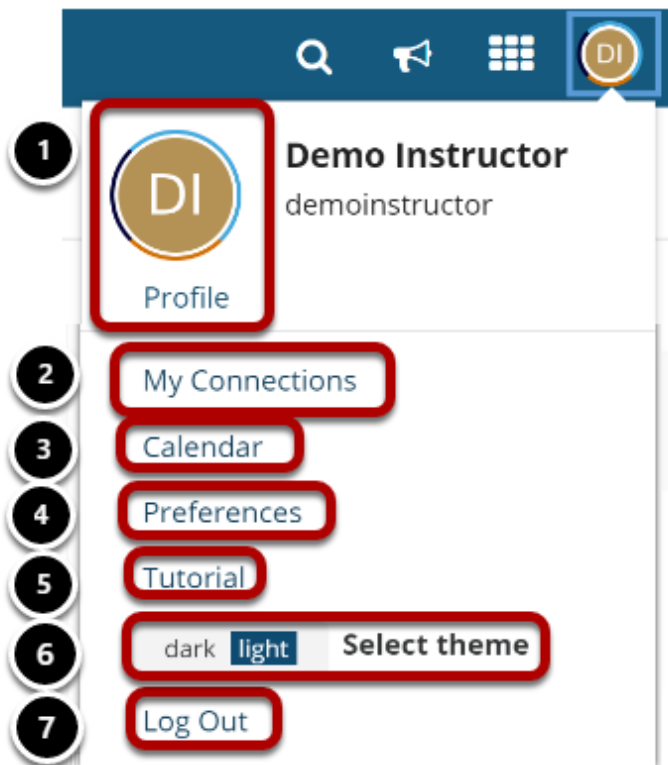 DI
1
DI
Demo Instructor
demoinstructor
Profile
2 My Connections
3 Calendar
4 Preferences
5 Tutorial
6 dark light Select theme
7 Log Out